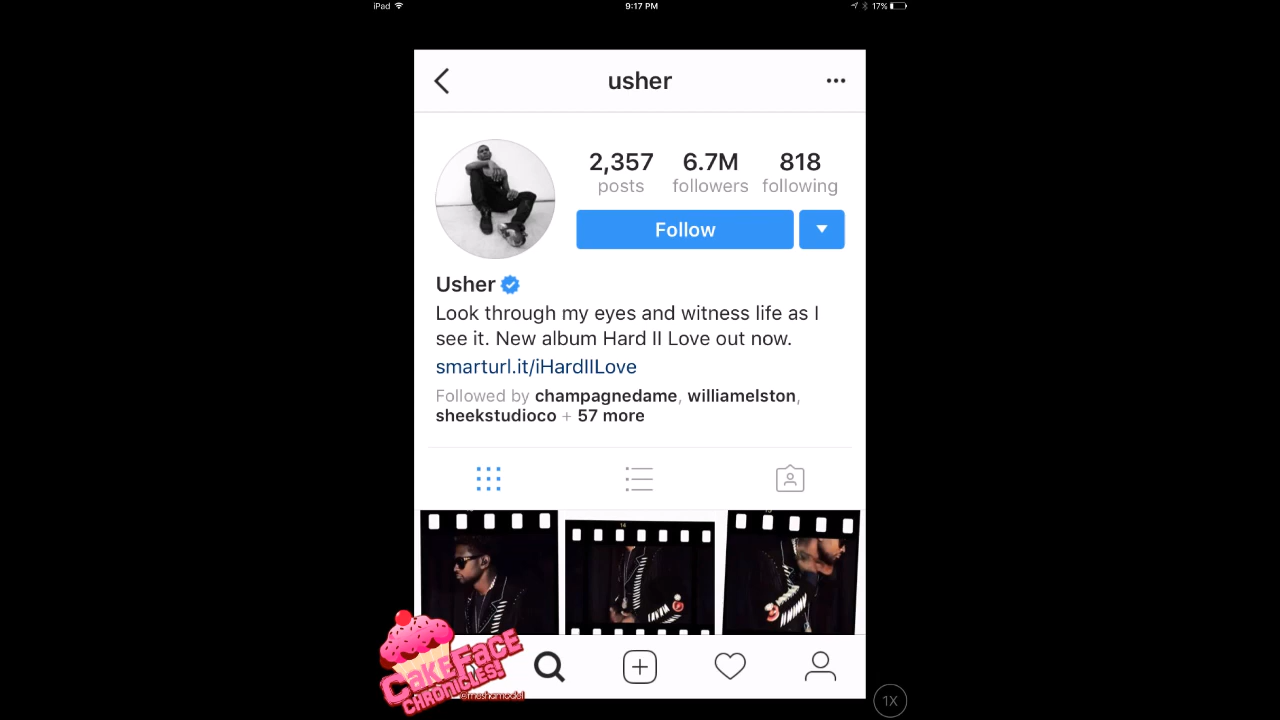 iPad 9:17 PM 17%
usher
2,357 6.7M 818
posts followers following
Follow
Usher
Look through my eyes and witness life as I
see it. New album Hard II Love out now.
smarturl.it/iHardIILove
Followed by champagnedame, williamelston,
sheekstudioco + 57 more
14
CakeFace
CHRONICLES!
@meshamodel
1X